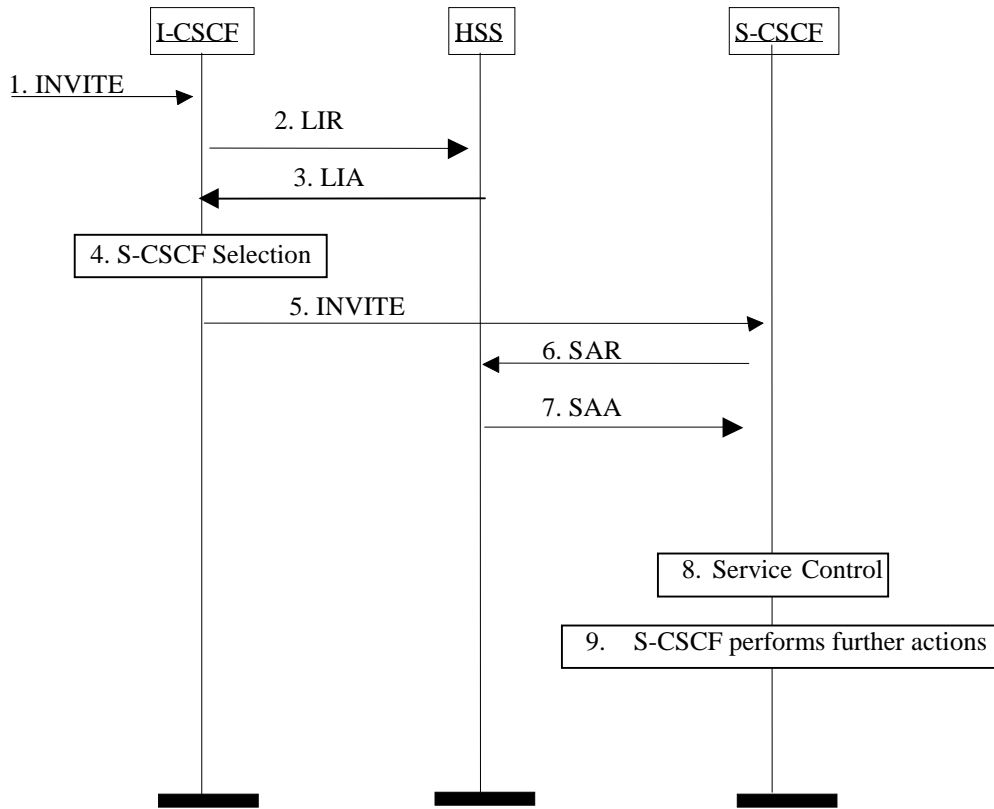 I-CSCF
HSS
S-CSCF
1. INVITE
2. LIR
3. LIA
4. S-CSCF Selection
5. INVITE
6. SAR
7. SAA
8. Service Control
9. S-CSCF performs further actions